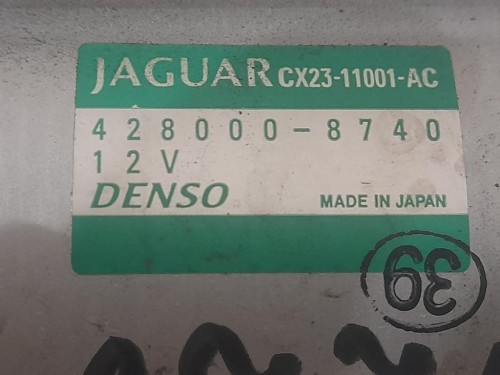 JAGUAR CX23-11001-AC
428000-8740
12V
DENSO MADE IN JAPAN
39